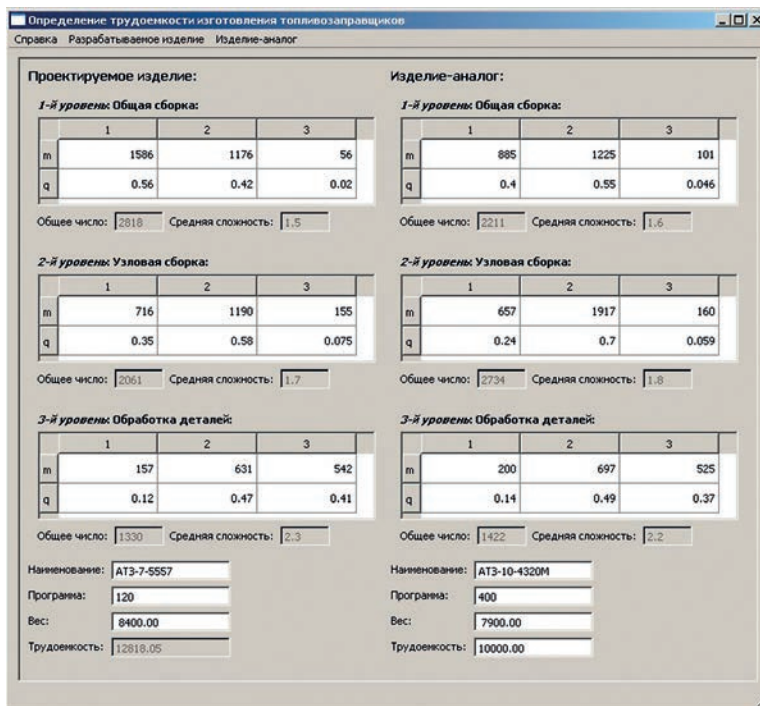 Определение трудоемкости изготовления топливозаправщиков
Справка Разрабатываемое изделие Изделие-аналог
Проектируемое изделие:
1-й уровень: Общая сборка:
1 2 3
m 1586 1176 56
q 0.56 0.42 0.02
Общее число: 2818 Средняя сложность: 1.5
2-й уровень: Узловая сборка:
1 2 3
m 716 1190 155
q 0.35 0.58 0.075
Общее число: 2061 Средняя сложность: 1.7
3-й уровень: Обработка деталей:
1 2 3
m 157 631 542
q 0.12 0.47 0.41
Общее число: 1330 Средняя сложность: 2.3
Наименование: АТЗ-7-5557
Программа: 120
Вес: 8400.00
Трудоемкость: 12818.05
Изделие-аналог:
1-й уровень: Общая сборка:
1 2 3
m 885 1225 101
q 0.4 0.55 0.046
Общее число: 2211 Средняя сложность: 1.6
2-й уровень: Узловая сборка:
1 2 3
m 657 1917 160
q 0.24 0.7 0.059
Общее число: 2734 Средняя сложность: 1.8
3-й уровень: Обработка деталей:
1 2 3
m 200 697 525
q 0.14 0.49 0.37
Общее число: 1422 Средняя сложность: 2.2
Наименование: АТЗ-10-4320М
Программа: 400
Вес: 7900.00
Трудоемкость: 10000.00